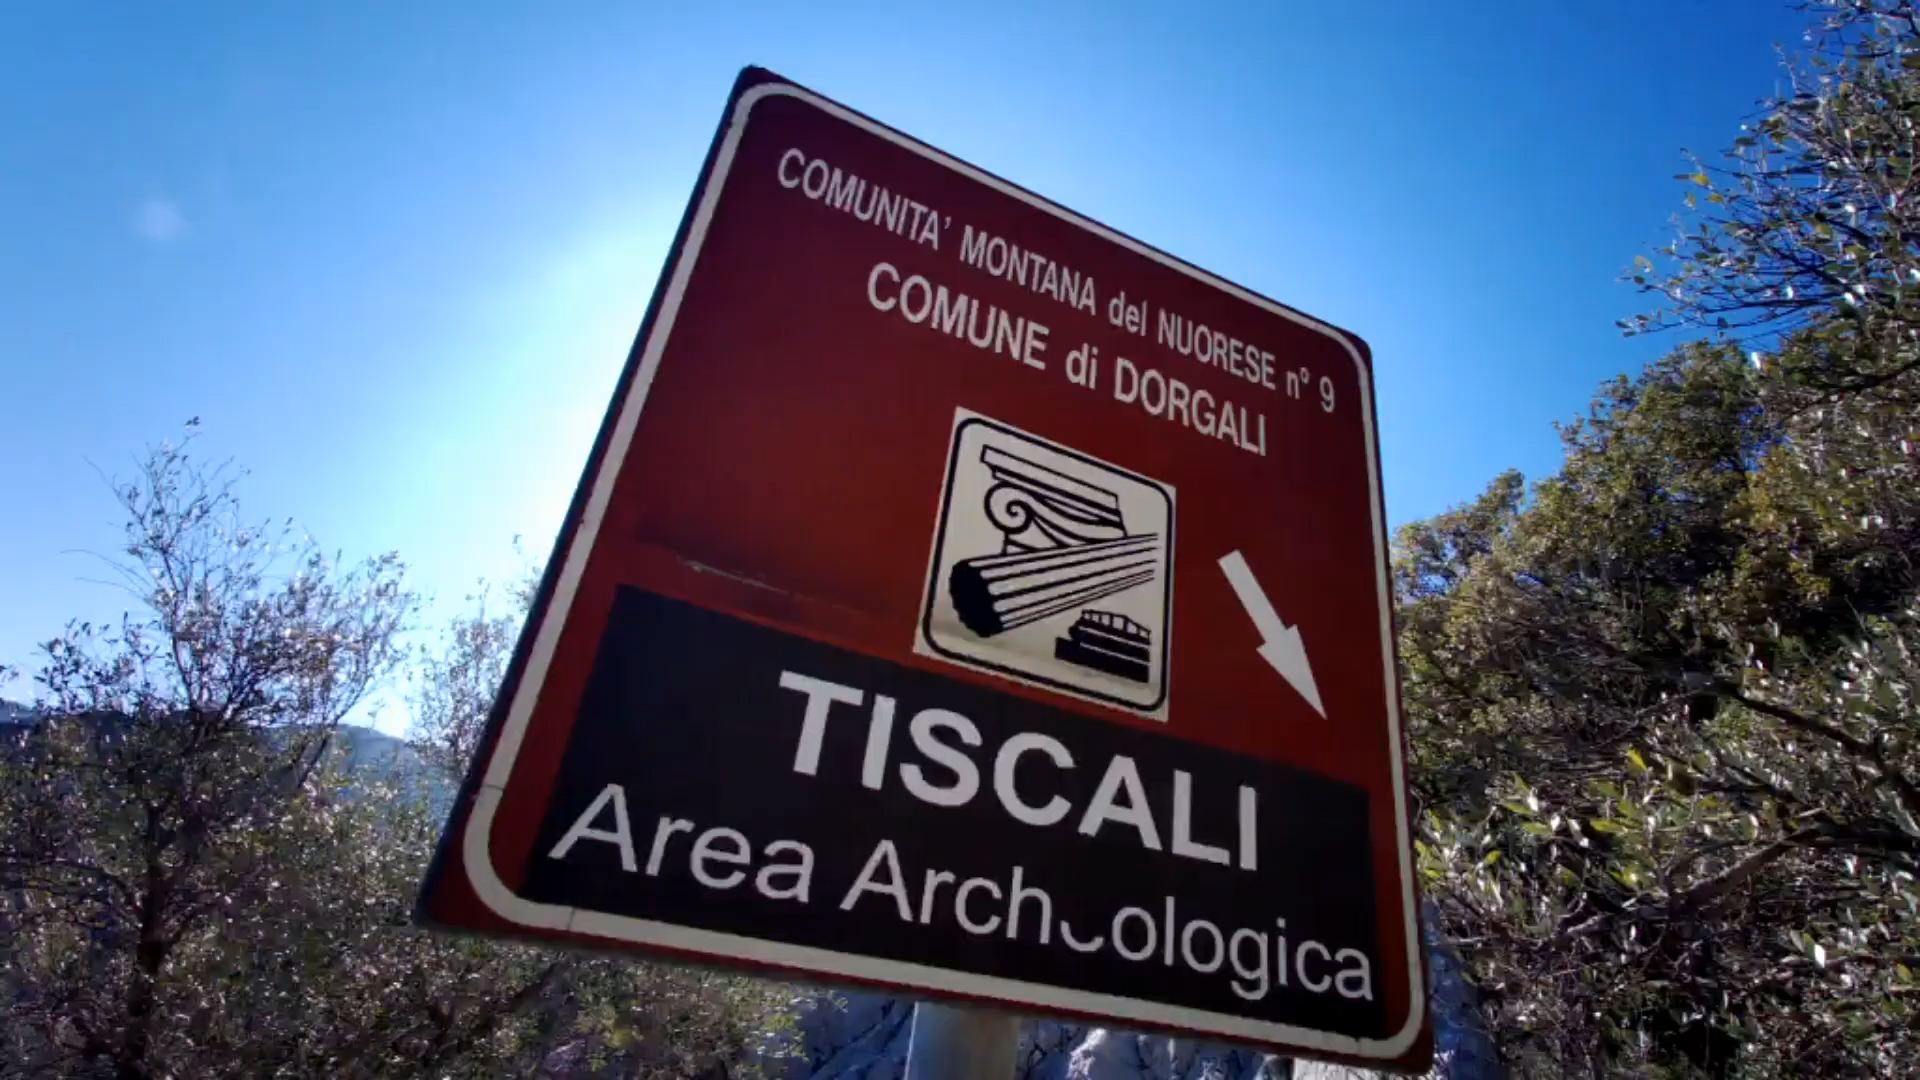 COMUNITA' MONTANA del NUORESE n° 9
COMUNE di DORGALI
TISCALI
Area Archeologica